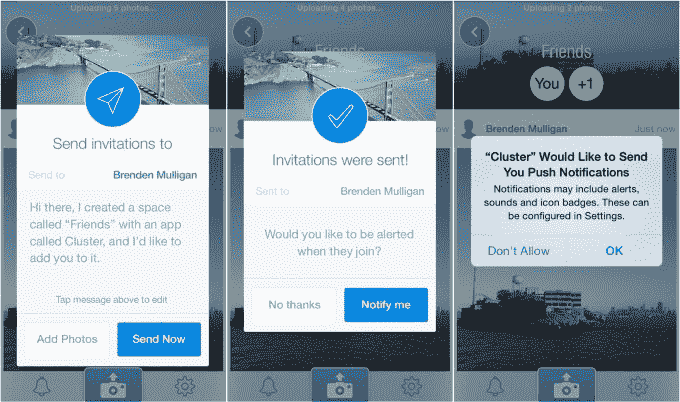 Uploading 5 photos...
now
Send invitations to
Send to Brenden Mulligan
Hi there, I created a space
called “Friends” with an app
called Cluster, and I'd like to
add you to it.
Tap message above to edit
Add Photos Send Now
Uploading 4 photos...
Friends
now
Invitations were sent!
Sent to Brenden Mulligan
Would you like to be alerted
when they join?
No thanks Notify me
Uploading 2 photos...
Friends
You +1
Brenden Mulligan Just now
“Cluster” Would Like to Send
You Push Notifications
Notifications may include alerts,
sounds and icon badges. These can
be configured in Settings.
Don't Allow OK